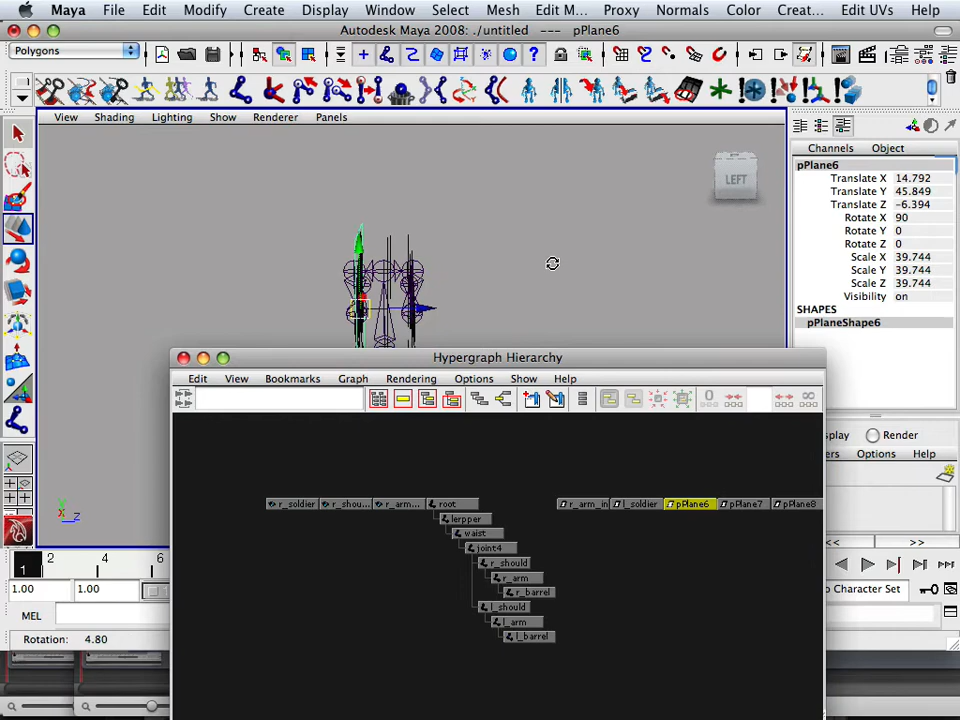 Maya File Edit Modify Create Display Window Select Mesh Edit M... Proxy Normals Color Creat... Edit UVs Help
Autodesk Maya 2008: ./untitled --- pPlane6
Polygons
View Shading Lighting Show Renderer Panels
Channels Object
pPlane6
Translate X 14.792
Translate Y 45.849
Translate Z -6.394
Rotate X 90
Rotate Y 0
Rotate Z 0
Scale X 39.744
Scale Y 39.744
Scale Z 39.744
Visibility on
SHAPES
pPlaneShape6
LEFT
Hypergraph Hierarchy
Edit View Bookmarks Graph Rendering Options Show Help
splay Render
ers Options Help
r_soldier r_shou... r_arm... root r_arm_in l_soldier pPlane6 pPlane7 pPlane8
lerpper
waist
joint4
r_should
r_arm
r_barrel
l_should
l_arm
l_barrel
Y
X Z
<< >>
1 2 4 6
1.00 1.00
o Character Set
MEL
Rotation: 4.80